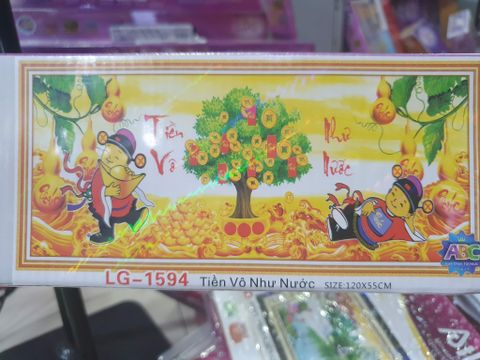 Tiền
Vô
Như
Nước
ABC
LG-1594 Tiền Vô Như Nước SIZE:120X55CM